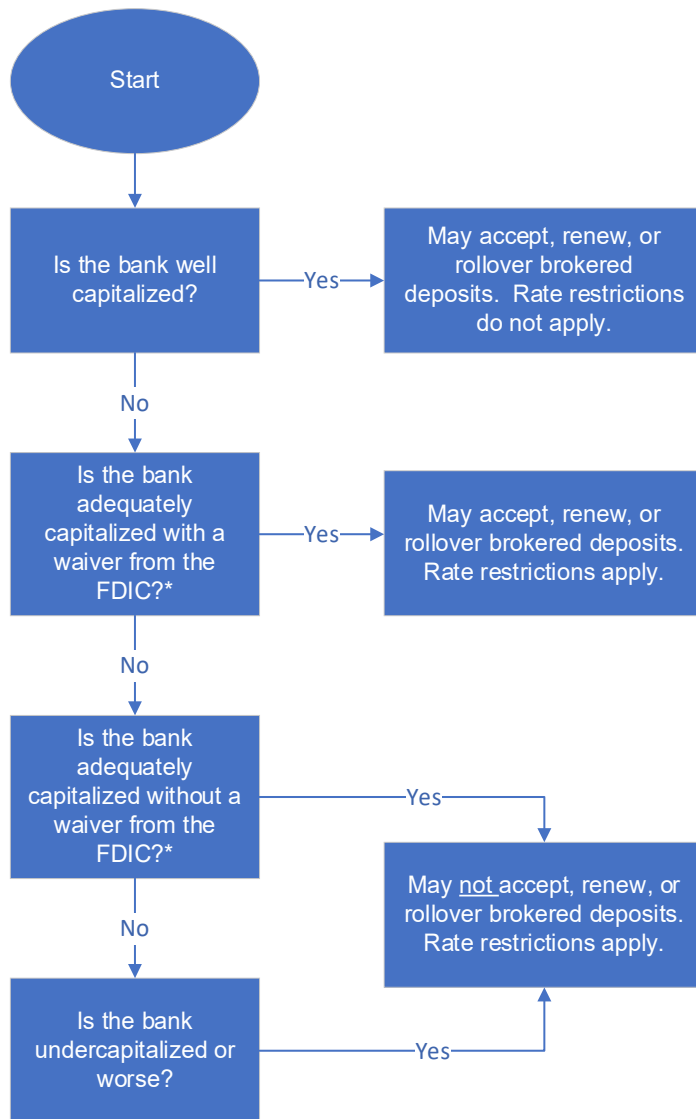 Start
Is the bank well
capitalized?
Yes
May accept, renew, or
rollover brokered
deposits.  Rate restrictions
do not apply.
No
Is the bank
adequately
capitalized with a
waiver from the
FDIC?*
Yes
May accept, renew, or
rollover brokered deposits.
Rate restrictions apply.
No
Is the bank
adequately
capitalized without a
waiver from the
FDIC?*
Yes
May not accept, renew, or
rollover brokered deposits.
Rate restrictions apply.
No
Is the bank
undercapitalized or
worse?
Yes